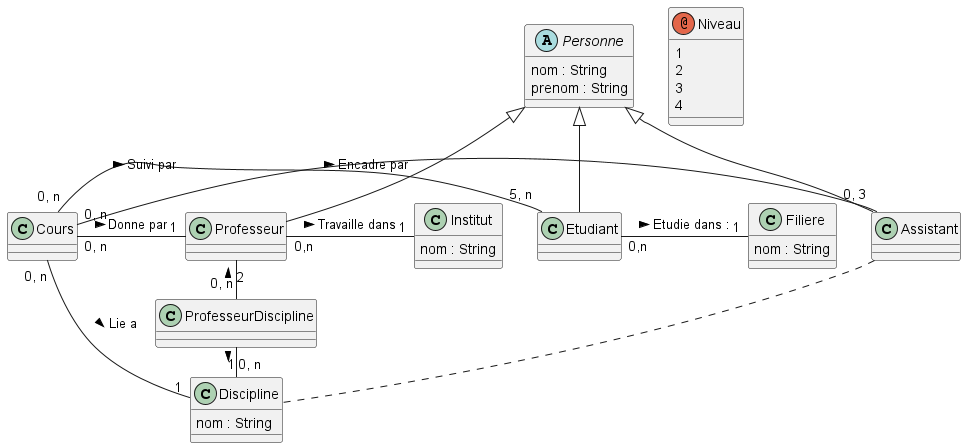 A Personne
nom : String
prenom : String
@ Niveau
1
2
3
4
Suivi par
Encadre par
0, n
0, n
5, n
0, 3
C Cours
0, n
Donne par
1
C Professeur
0,n
Travaille dans
1
C Institut
nom : String
C Etudiant
0,n
Etudie dans :
1
C Filiere
nom : String
C Assistant
0, n
0, n
2
C ProfesseurDiscipline
Lie a
1
0, n
1
C Discipline
nom : String